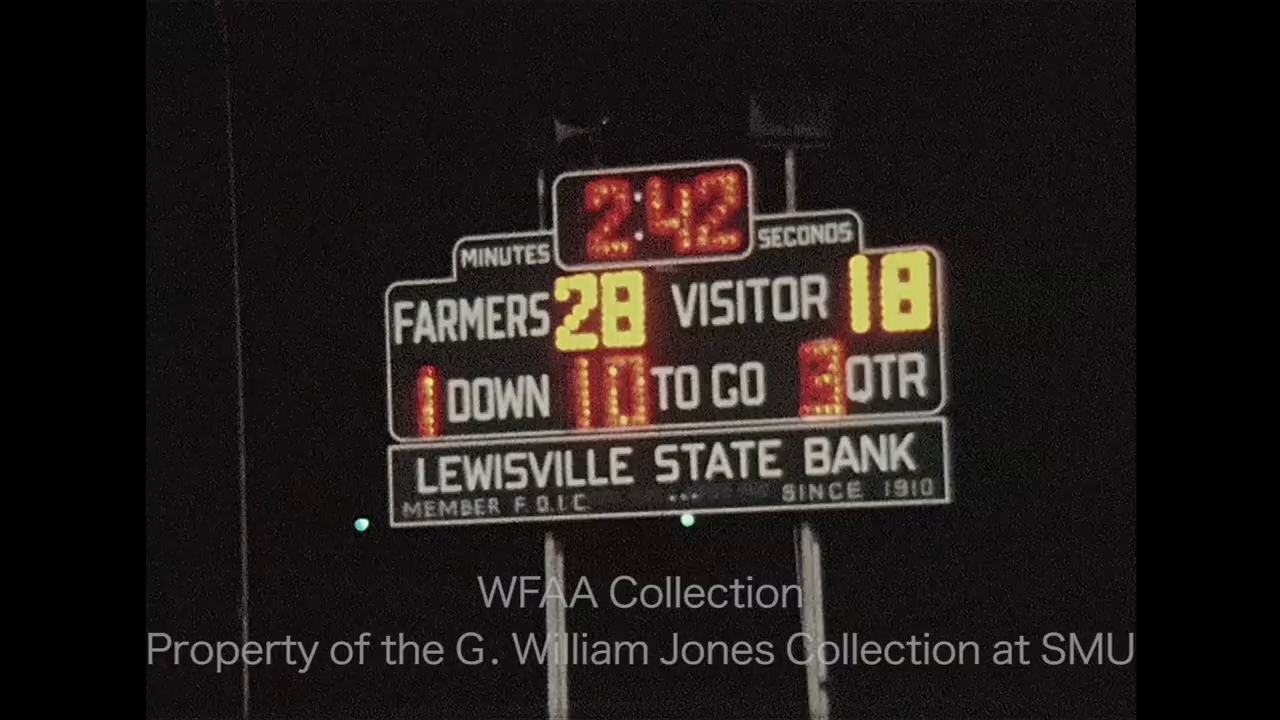 2:42
MINUTES SECONDS
FARMERS 28 VISITOR 18
1 DOWN 10 TO GO 3 QTR
LEWISVILLE STATE BANK
MEMBER F.D.I.C. SINCE 1910
WFAA Collection
Property of the G. William Jones Collection at SMU